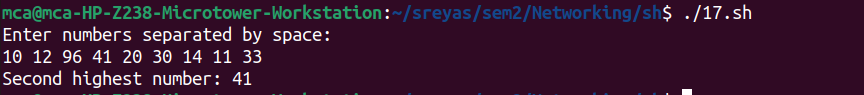 mca@mca-HP-Z238-Microtower-Workstation:~/sreyas/sem2/Networking/sh$ ./17.sh
Enter numbers separated by space:
10 12 96 41 20 30 14 11 33
Second highest number: 41